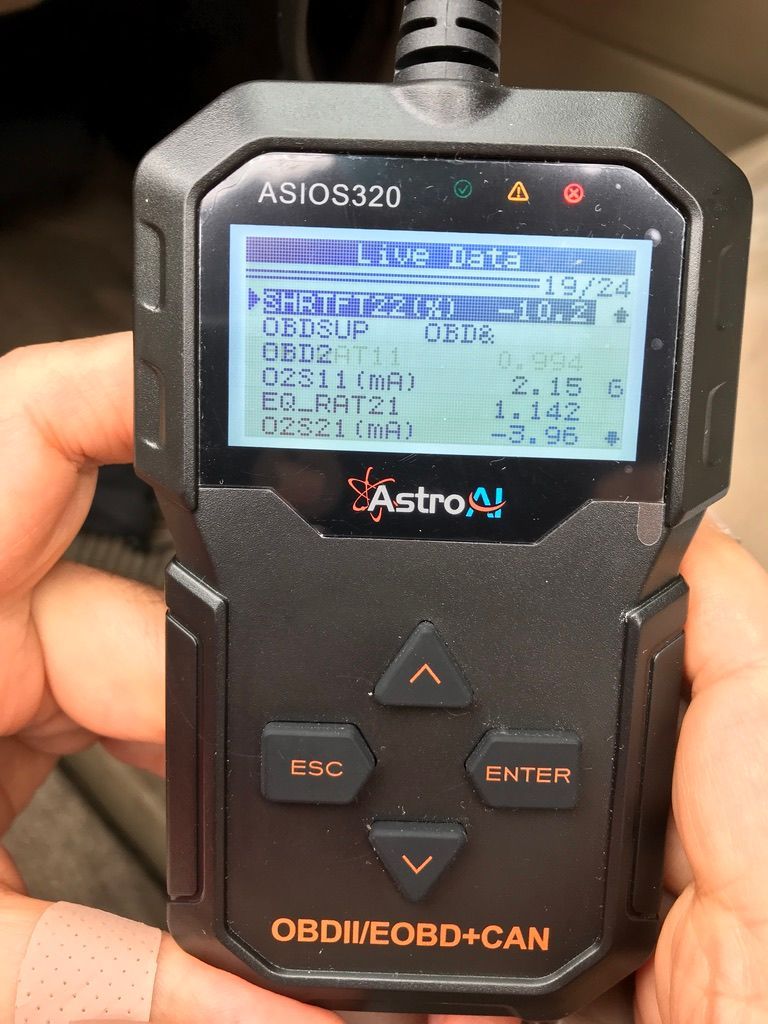 ASIOS320
Live Data
19/24
SHRTFT22(%) -10.2
OBDSUP OBD&
OBD2 0.994
O2S11(mA) 2.15 G
EQ_RAT21 1.142
O2S21(mA) -3.96 #
AstroAI
ESC
ENTER
OBDII/EOBD+CAN